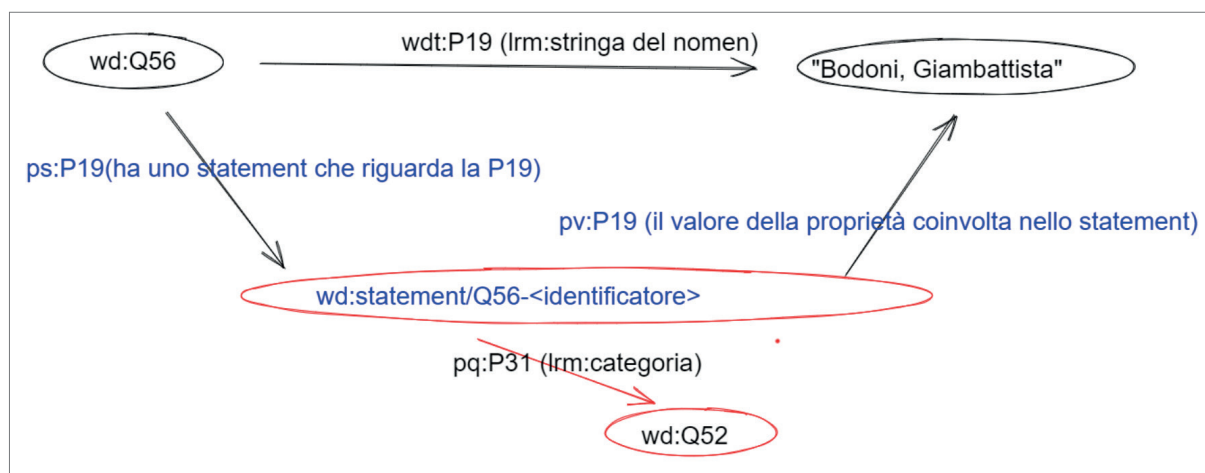 wdt:P19 (lrm:stringa del nomen)
wd:Q56
"Bodoni, Giambattista"
ps:P19(ha uno statement che riguarda la P19)
pv:P19 (il valore della proprietà coinvolta nello statement)
wd:statement/Q56-<identificatore>
pq:P31 (lrm:categoria)
wd:Q52